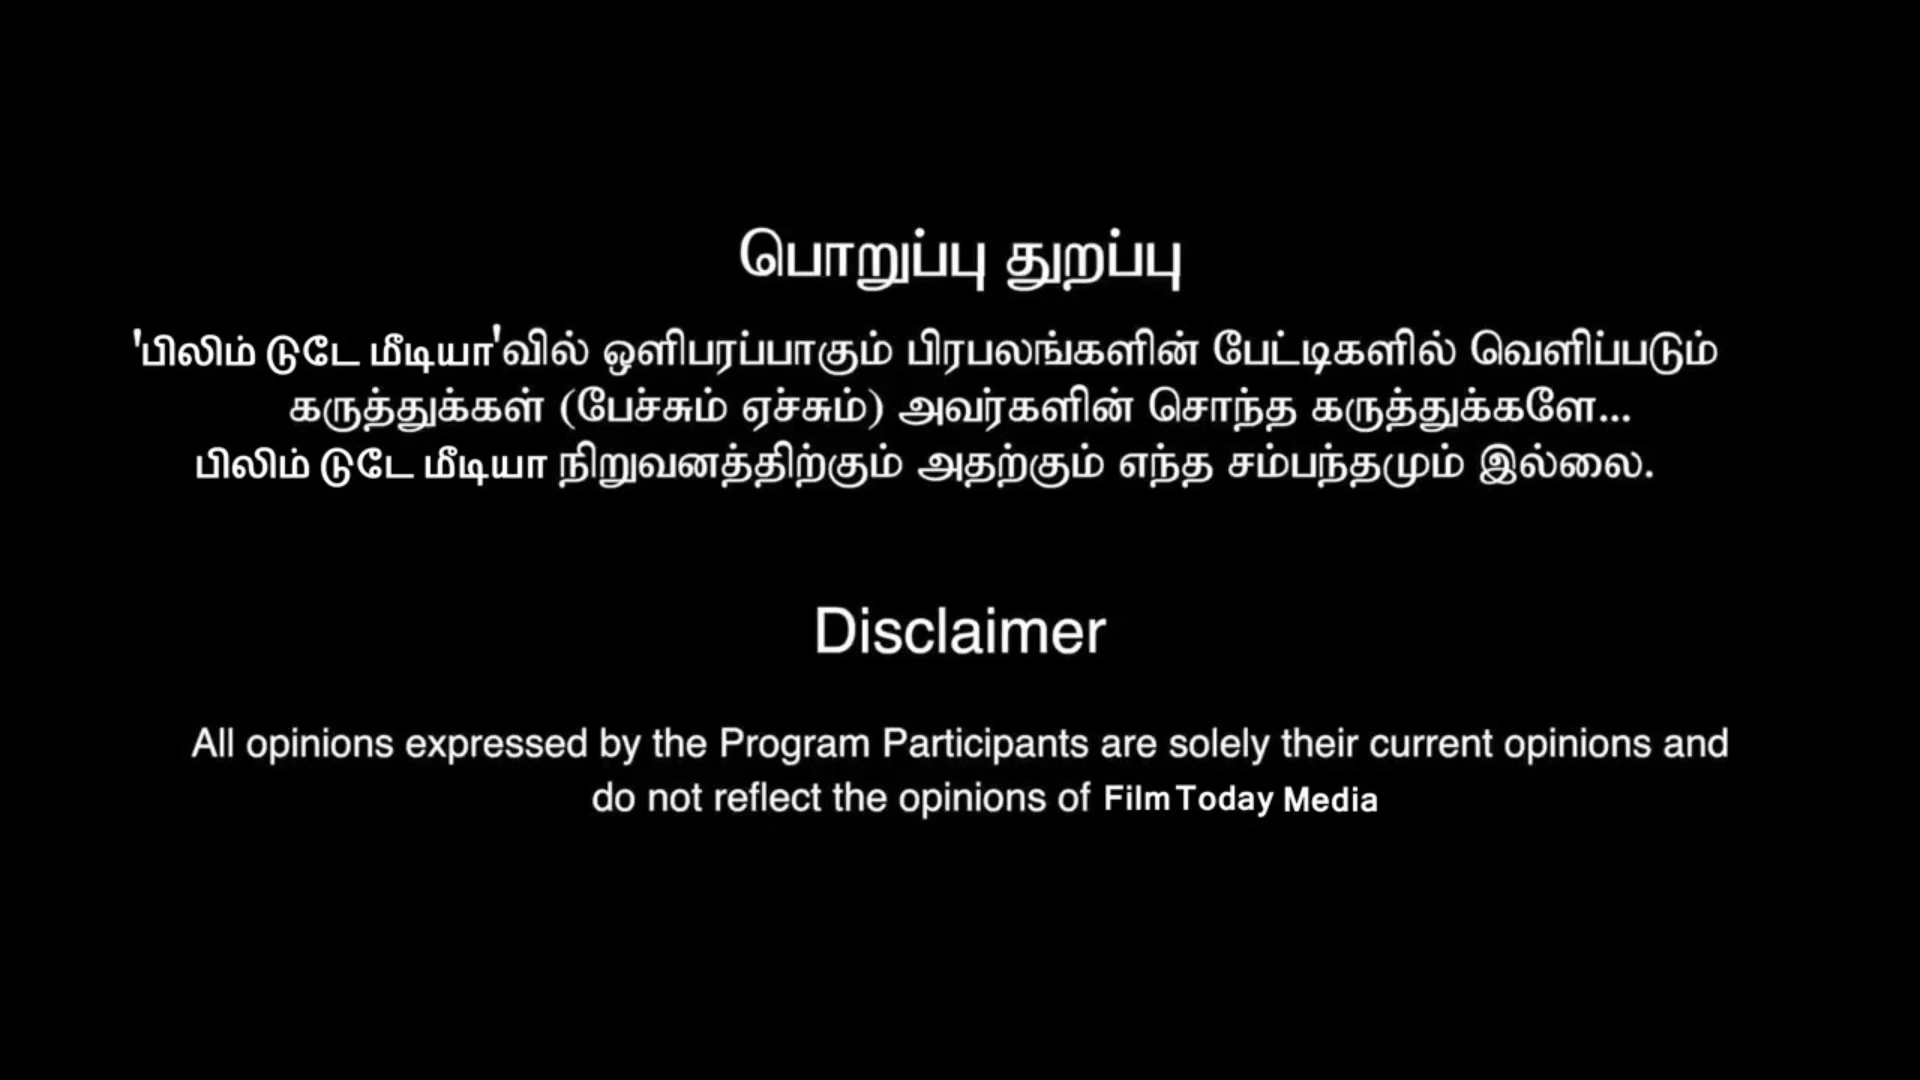 பொறுப்பு துறப்பு
'பிலிம் டுடே மீடியா'வில் ஒளிபரப்பாகும் பிரபலங்களின் பேட்டிகளில் வெளிப்படும்
கருத்துக்கள் (பேச்சும் ஏச்சும்) அவர்களின் சொந்த கருத்துக்களே...
பிலிம் டுடே மீடியா நிறுவனத்திற்கும் அதற்கும் எந்த சம்பந்தமும் இல்லை.
Disclaimer
All opinions expressed by the Program Participants are solely their current opinions and
do not reflect the opinions of Film Today Media